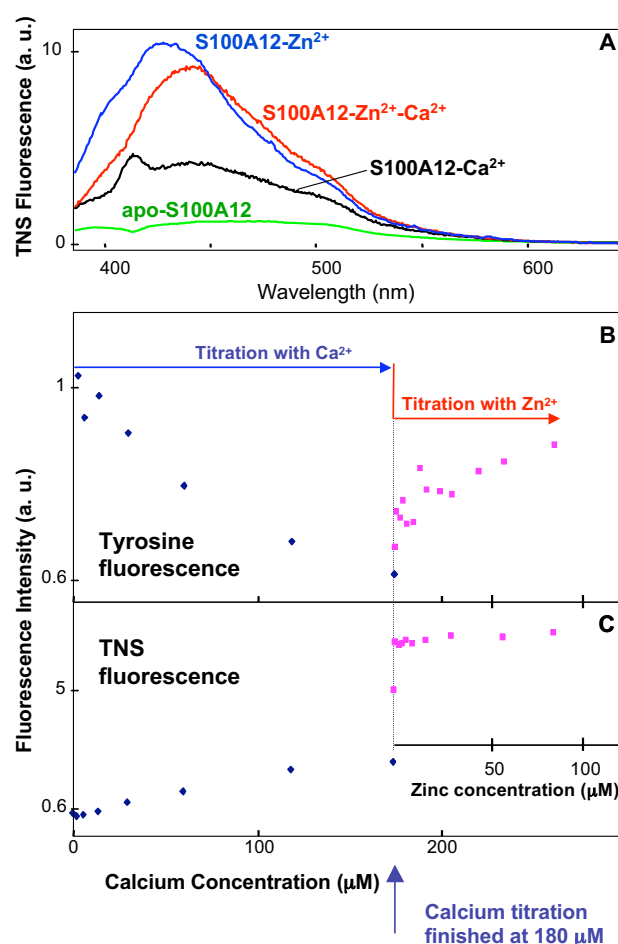 A
S100A12-Zn²⁺
S100A12-Zn²⁺-Ca²⁺
S100A12-Ca²⁺
apo-S100A12
TNS Fluorescence (a. u.)
10
0
400
500
600
Wavelength (nm)
B
Titration with Ca²⁺
Titration with Zn²⁺
1
0.6
Tyrosine
fluorescence
Fluorescence Intensity (a. u.)
C
TNS
fluorescence
5
0.6
50
100
Zinc concentration (µM)
0
100
200
Calcium Concentration (µM)
Calcium titration
finished at 180 µM